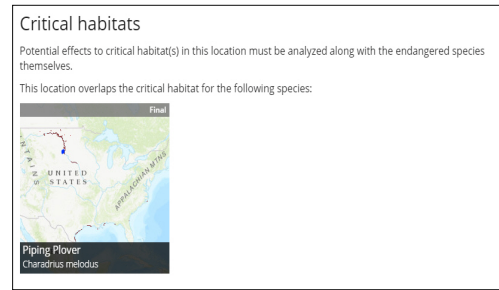 Critical habitats
Potential effects to critical habitat(s) in this location must be analyzed along with the endangered species
themselves.
This location overlaps the critical habitat for the following species:
Final
TAINS
UNITED
STATES
APPALACHIAN MTNS
Piping Plover
Charadrius melodus